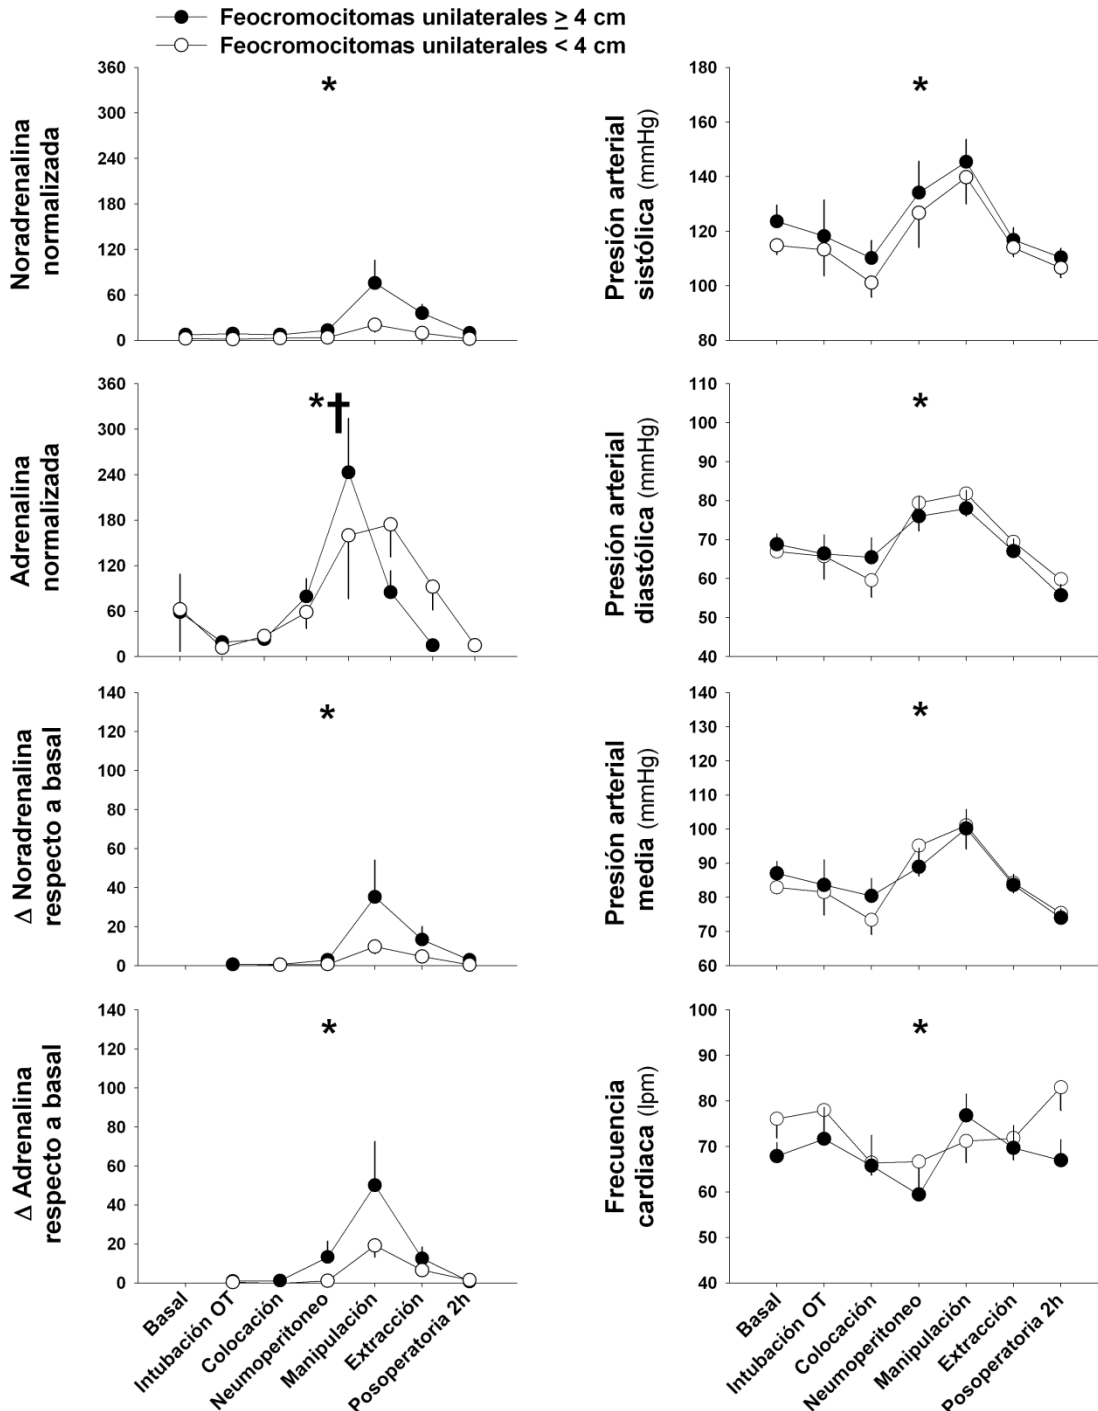 Feocromocitomas unilaterales ≥ 4 cm
Feocromocitomas unilaterales < 4 cm
Noradrenalina
normalizada
360
300
240
180
120
60
0
*
Presión arterial
sistólica (mmHg)
180
160
140
120
100
80
*
Adrenalina
normalizada
360
300
240
180
120
60
0
*†
Presión arterial
diastólica (mmHg)
110
100
90
80
70
60
50
40
*
Δ Noradrenalina
respecto a basal
140
120
100
80
60
40
20
0
*
Presión arterial
media (mmHg)
140
130
120
110
100
90
80
70
60
*
Δ Adrenalina
respecto a basal
140
120
100
80
60
40
20
0
*
Basal
Intubación OT
Colocación
Neumoperitoneo
Manipulación
Extracción
Posoperatoria 2h
Frecuencia
cardiaca (lpm)
100
90
80
70
60
50
40
*
Basal
Intubación OT
Colocación
Neumoperitoneo
Manipulación
Extracción
Posoperatoria 2h